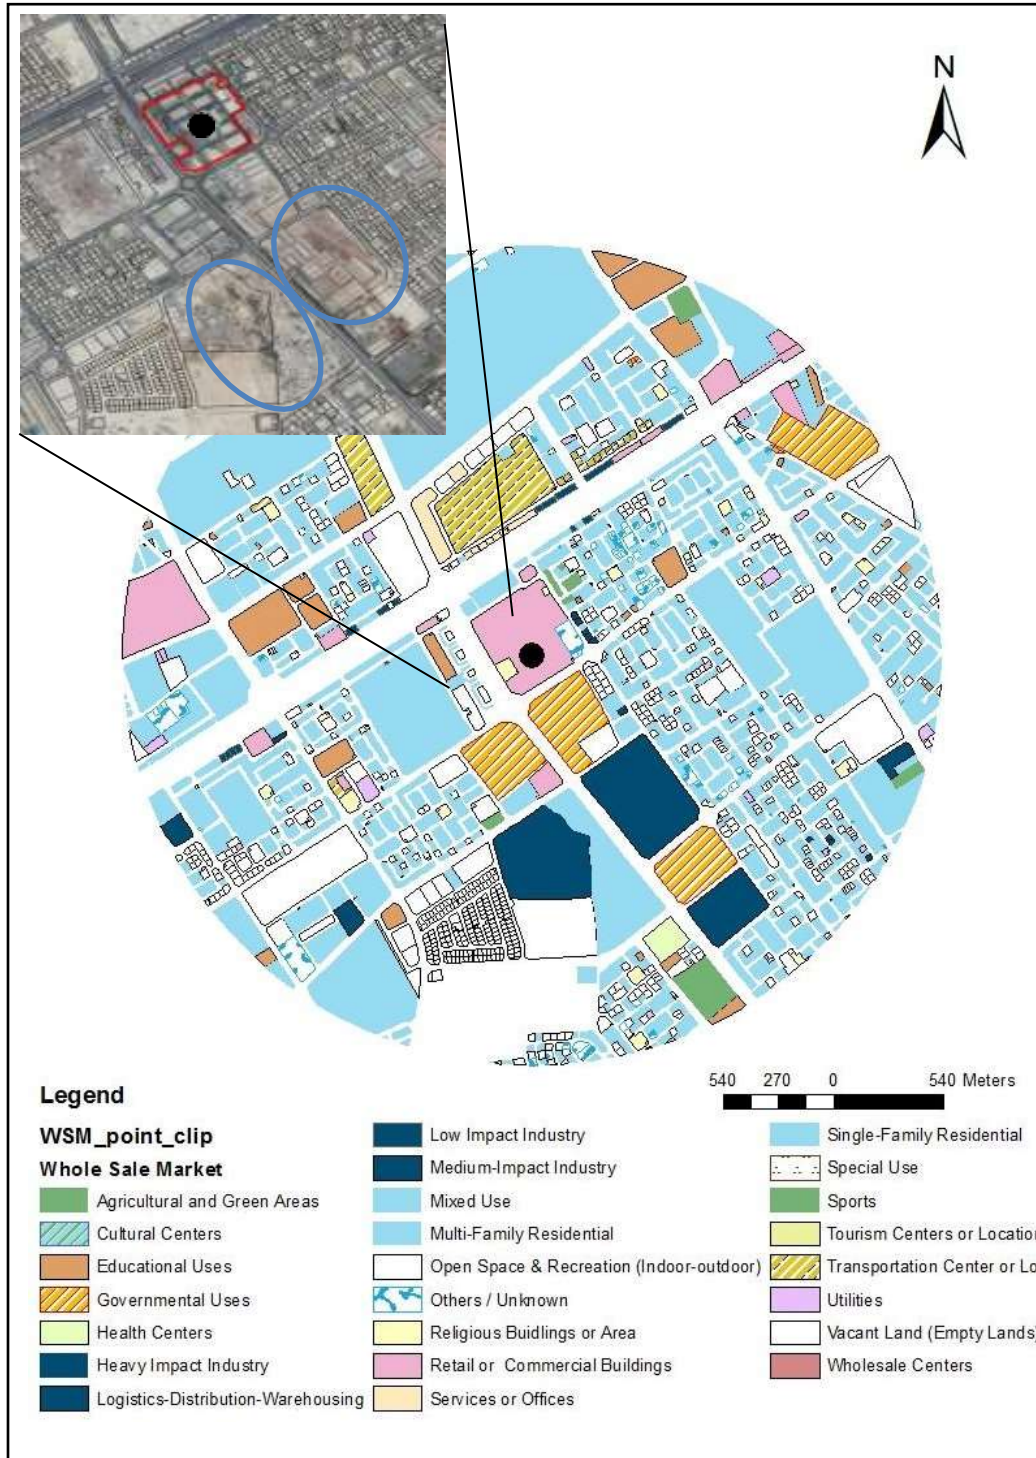 N
540 270 0 540 Meters
Legend
WSM_point_clip
Whole Sale Market
Agricultural and Green Areas
Cultural Centers
Educational Uses
Governmental Uses
Health Centers
Heavy Impact Industry
Logistics-Distribution-Warehousing
Low Impact Industry
Medium-Impact Industry
Mixed Use
Multi-Family Residential
Open Space & Recreation (Indoor-outdoor)
Others / Unknown
Religious Buidlings or Area
Retail or Commercial Buildings
Services or Offices
Single-Family Residential
Special Use
Sports
Tourism Centers or Location
Transportation Center or Lo
Utilities
Vacant Land (Empty Lands)
Wholesale Centers